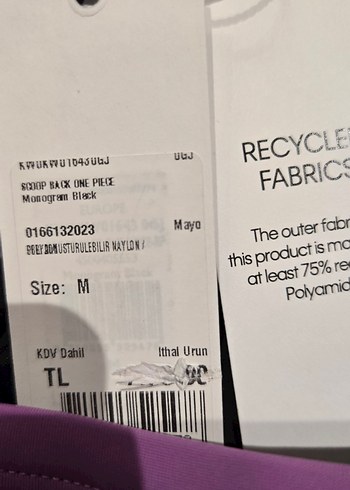 SCOOP BACK ONE PIECE
Monogram Black
0166132023 Mayo
Size: M
KDV Dahil Ithal Urun
TL
RECYCLE
FABRICS
The outer fabr
this product is ma
at least 75% re
Polyamid